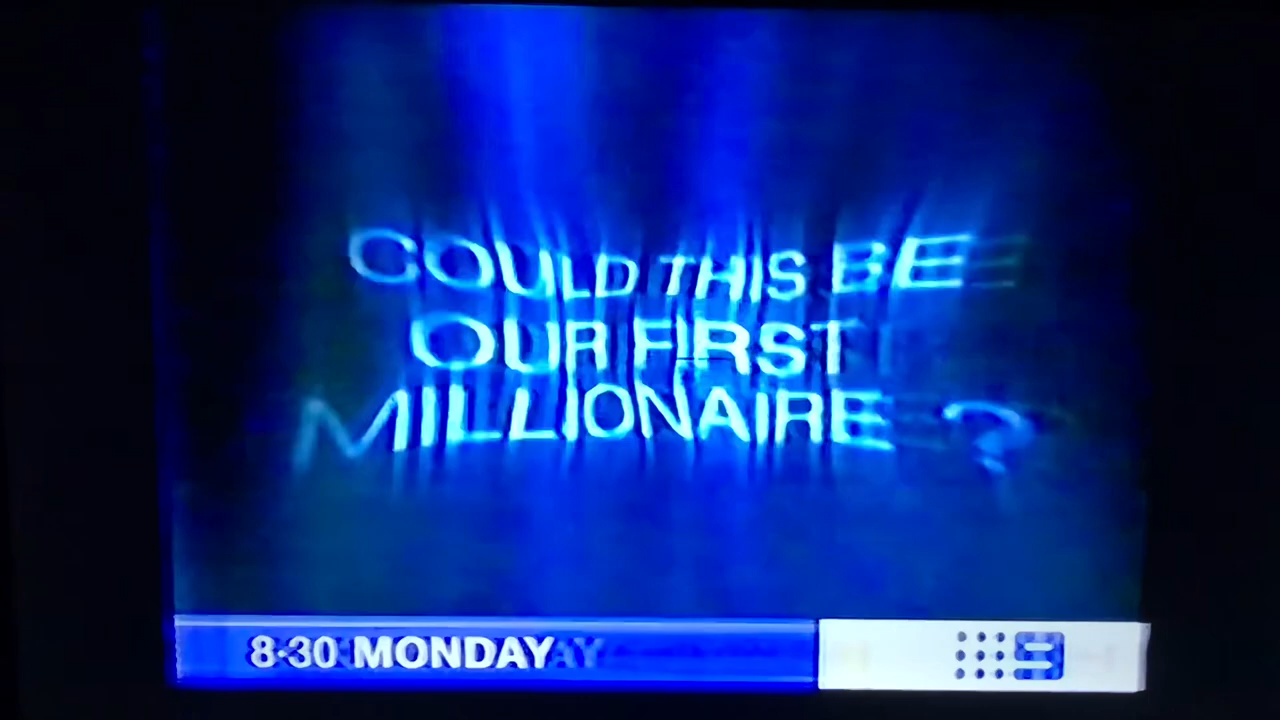 COULD THIS BE
OUR FIRST
MILLIONAIRE ?
8·30 MONDAY
9